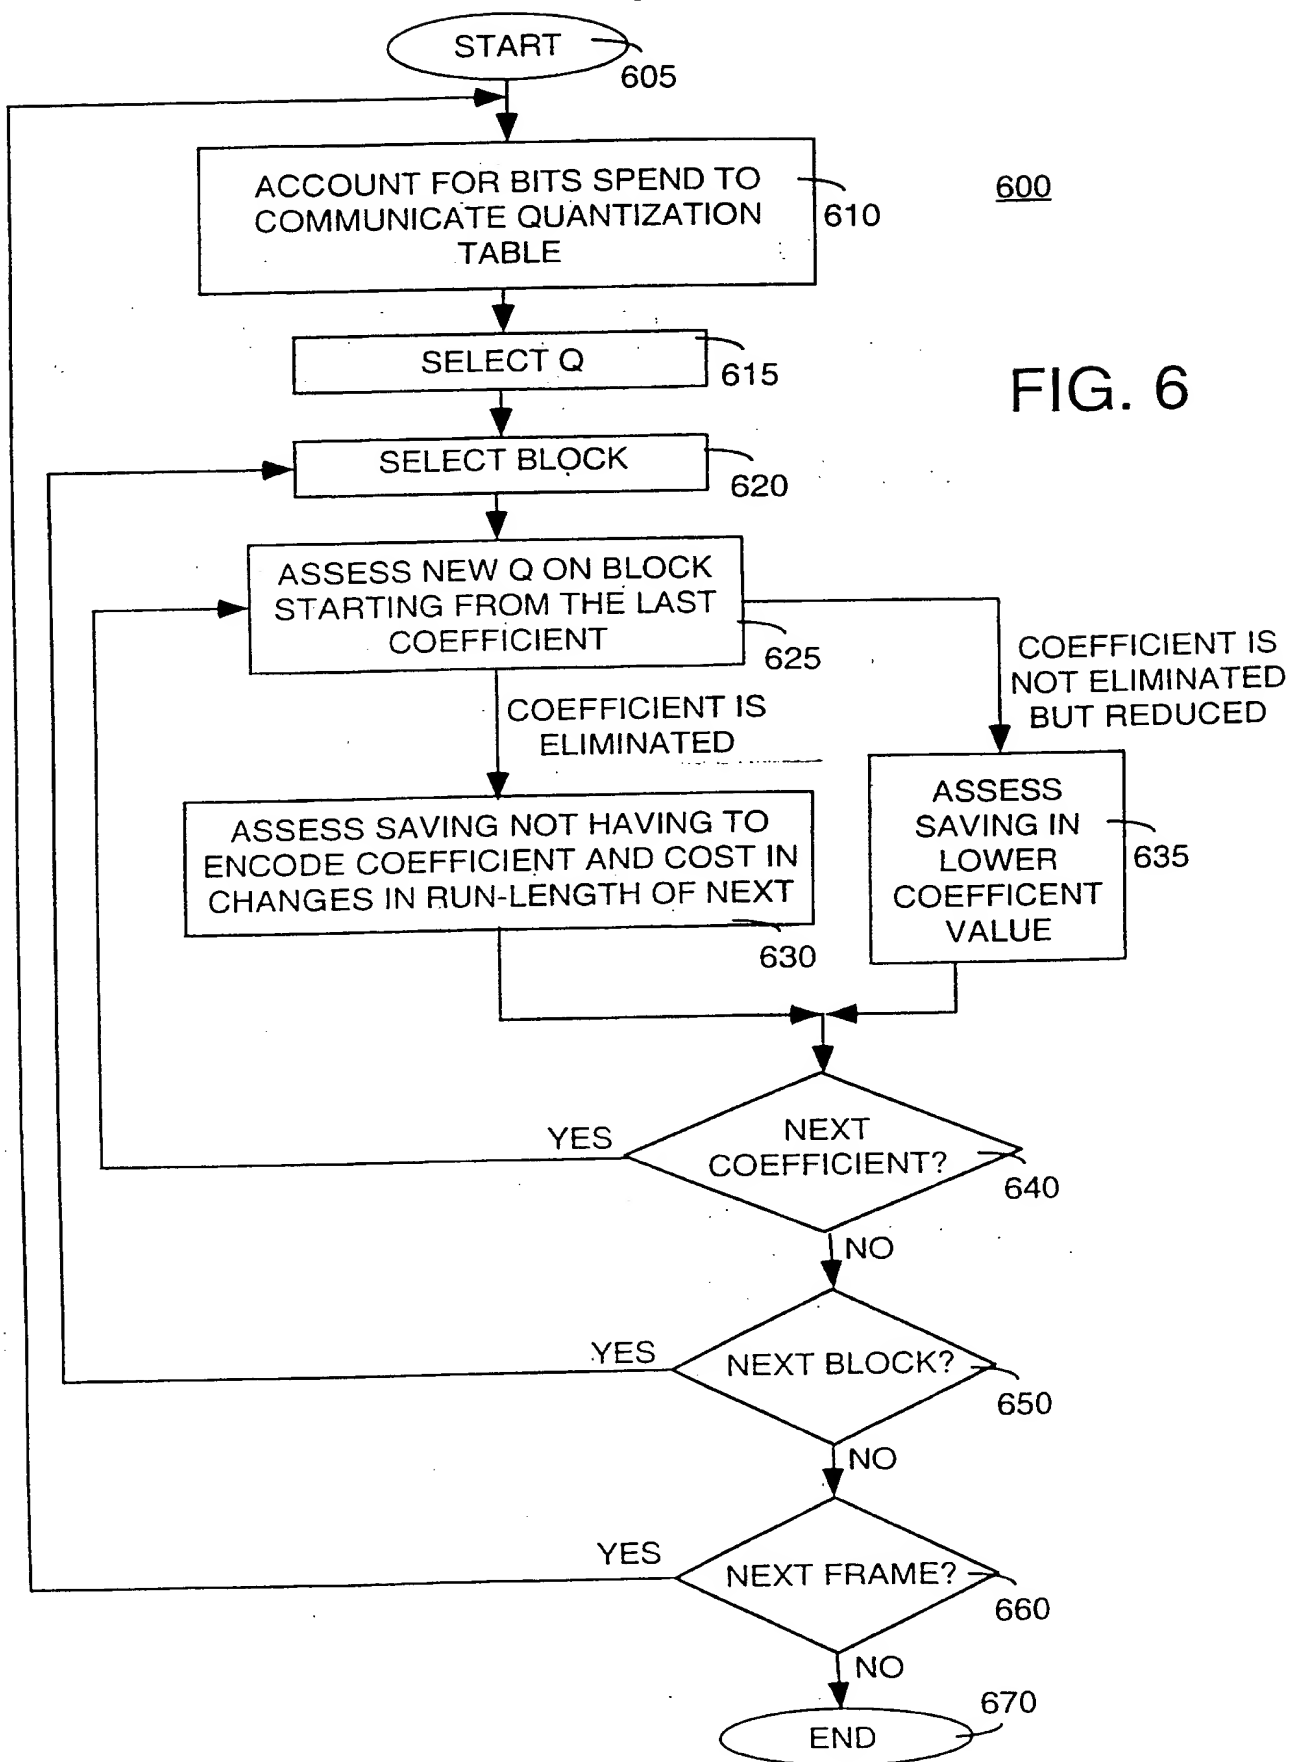 START
605
ACCOUNT FOR BITS SPEND TO
COMMUNICATE QUANTIZATION
TABLE
610
600
SELECT Q
615
FIG. 6
SELECT BLOCK
620
ASSESS NEW Q ON BLOCK
STARTING FROM THE LAST
COEFFICIENT
625
COEFFICIENT IS
NOT ELIMINATED
BUT REDUCED
COEFFICIENT IS
ELIMINATED
ASSESS SAVING NOT HAVING TO
ENCODE COEFFICIENT AND COST IN
CHANGES IN RUN-LENGTH OF NEXT
630
ASSESS
SAVING IN
LOWER
COEFFICENT
VALUE
635
NEXT
COEFFICIENT?
640
YES
NO
NEXT BLOCK?
650
YES
NO
NEXT FRAME?
660
YES
NO
END
670